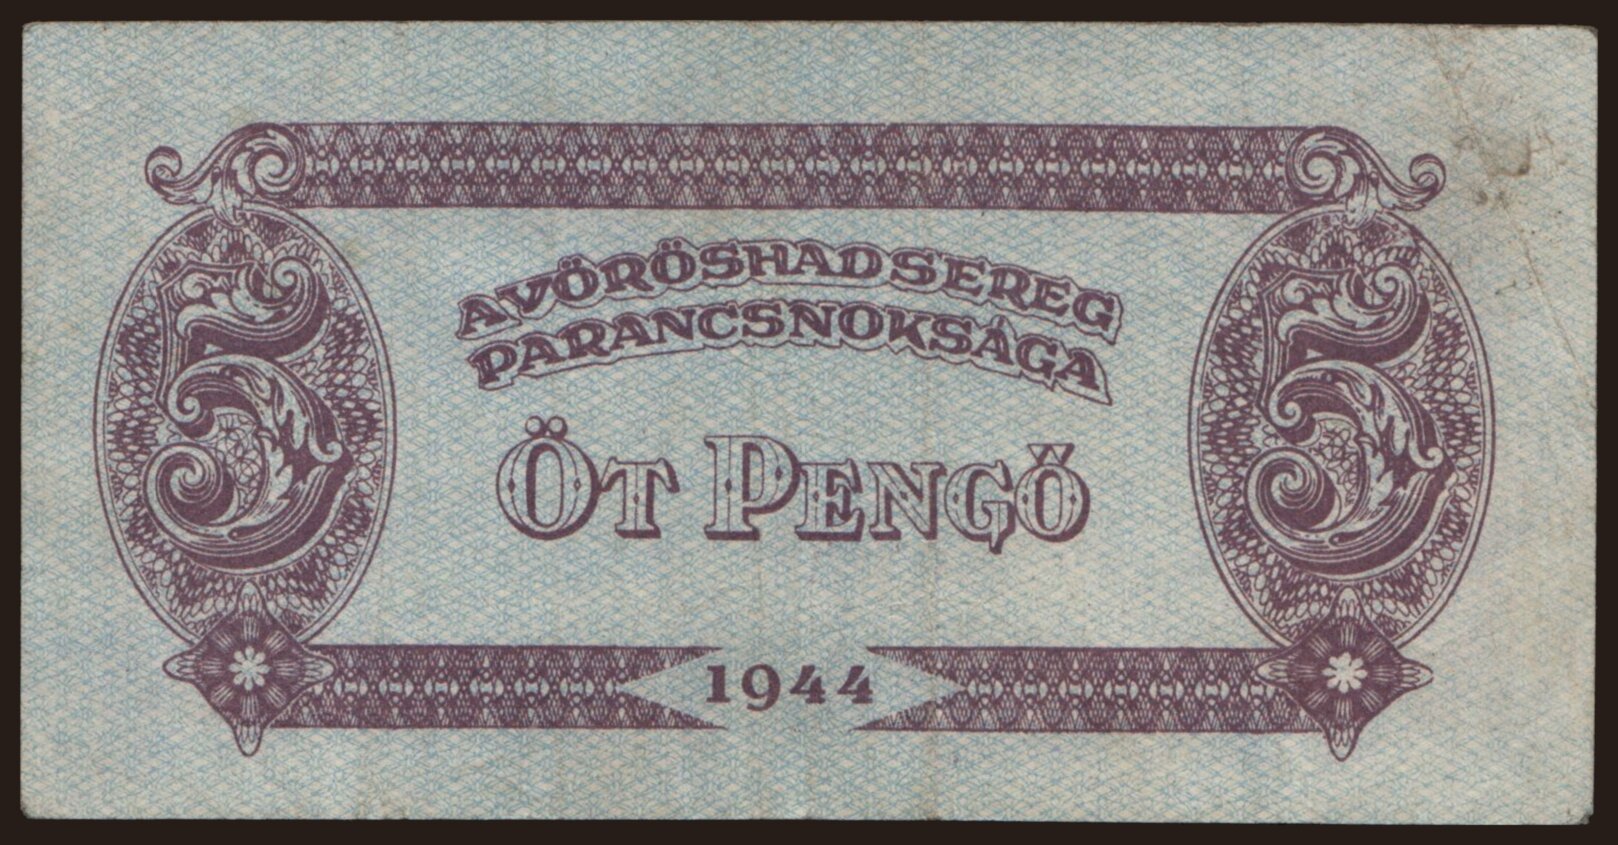 A VÖRÖSHADSEREG
PARANCSNOKSÁGA
5
ÖT PENGŐ
5
1944